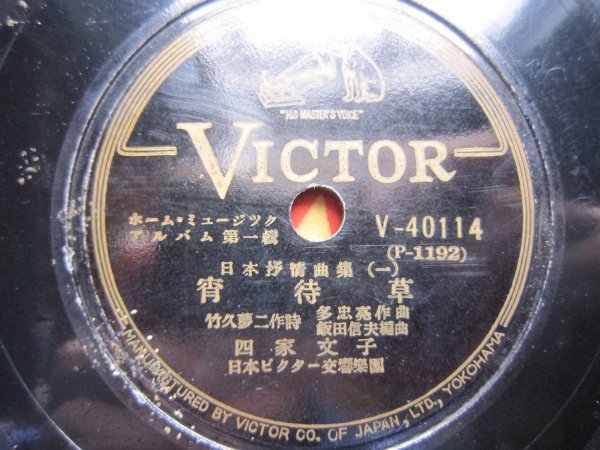 "HIS MASTER'S VOICE"
VICTOR
ホーム・ミュージツク
アルバム第一輯
V-40114
(P-1192)
日本抒情曲集(一)
宵待草
竹久夢二作詩
多忠亮作曲
飯田信夫編曲
四家文子
日本ビクター交響樂團
MANUFACTURED BY VICTOR CO. OF JAPAN, LTD., YOKOHAMA